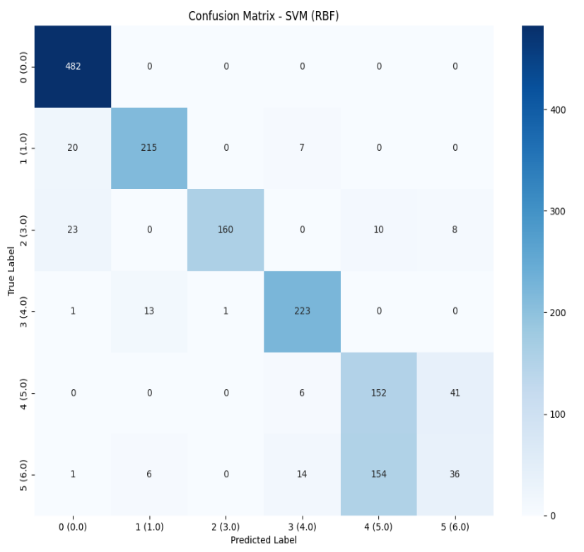 Confusion Matrix - SVM (RBF)
0 (0.0)
482 0 0 0 0 0
1 (1.0)
20 215 0 7 0 0
2 (3.0)
23 0 160 0 10 8
3 (4.0)
1 13 1 223 0 0
4 (5.0)
0 0 0 6 152 41
5 (6.0)
1 6 0 14 154 36
True Label
0 (0.0) 1 (1.0) 2 (3.0) 3 (4.0) 4 (5.0) 5 (6.0)
Predicted Label
400
300
200
100
0